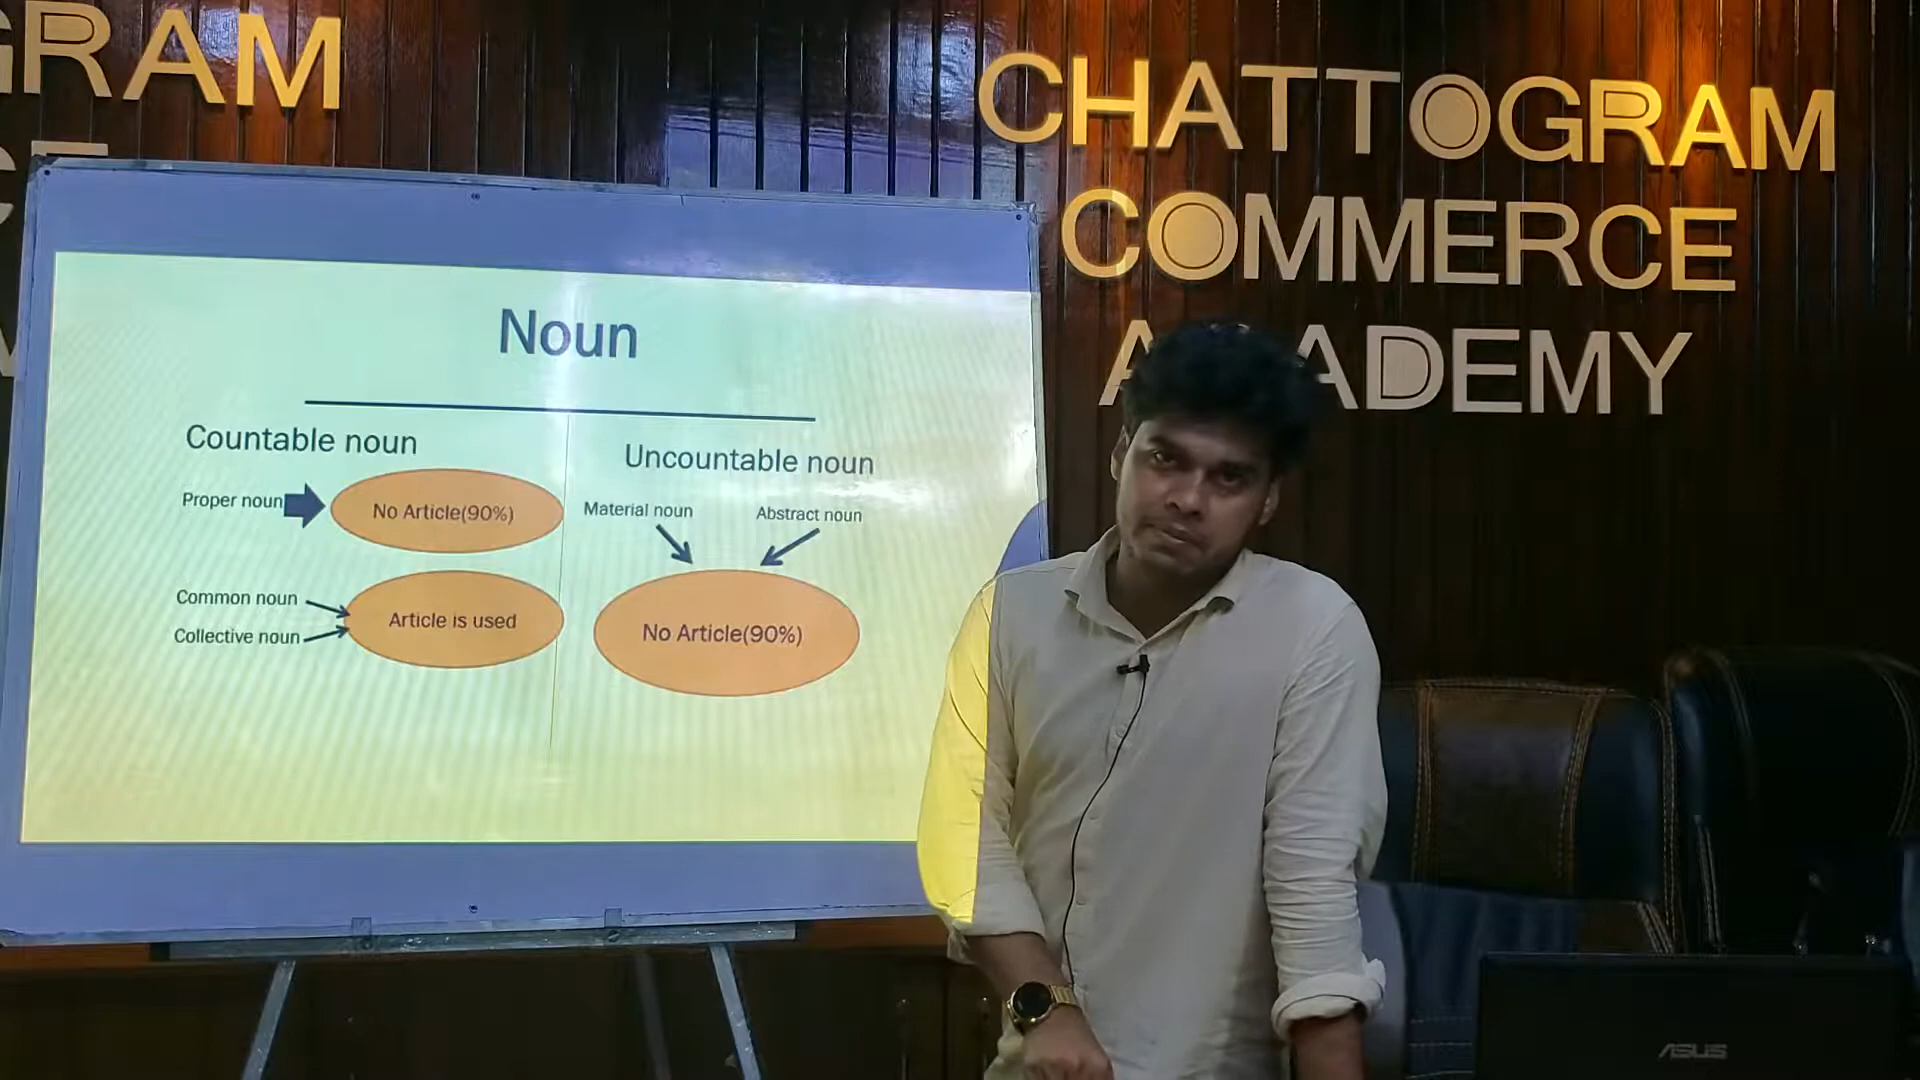 GRAM
CHATTOGRAM
COMMERCE
ADEMY
Noun
Countable noun
Uncountable noun
Proper noun
No Article(90%)
Material noun
Abstract noun
Common noun
Collective noun
Article is used
No Article(90%)
ASUS